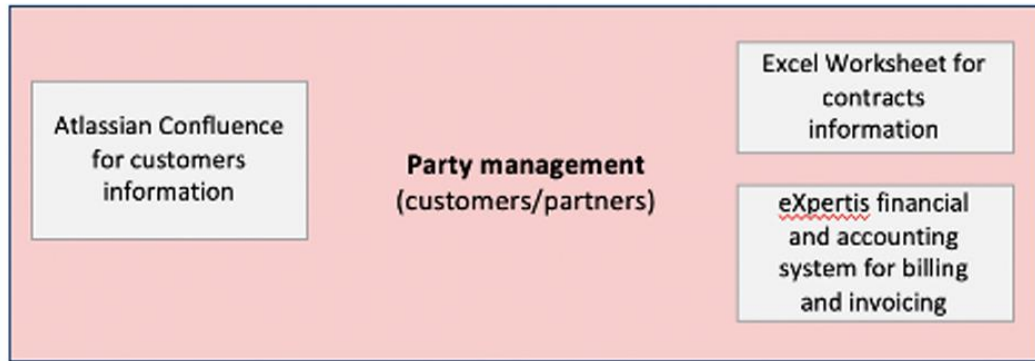 Atlassian Confluence
for customers
information
Party management
(customers/partners)
Excel Worksheet for
contracts
information
eXpertis financial
and accounting
system for billing
and invoicing